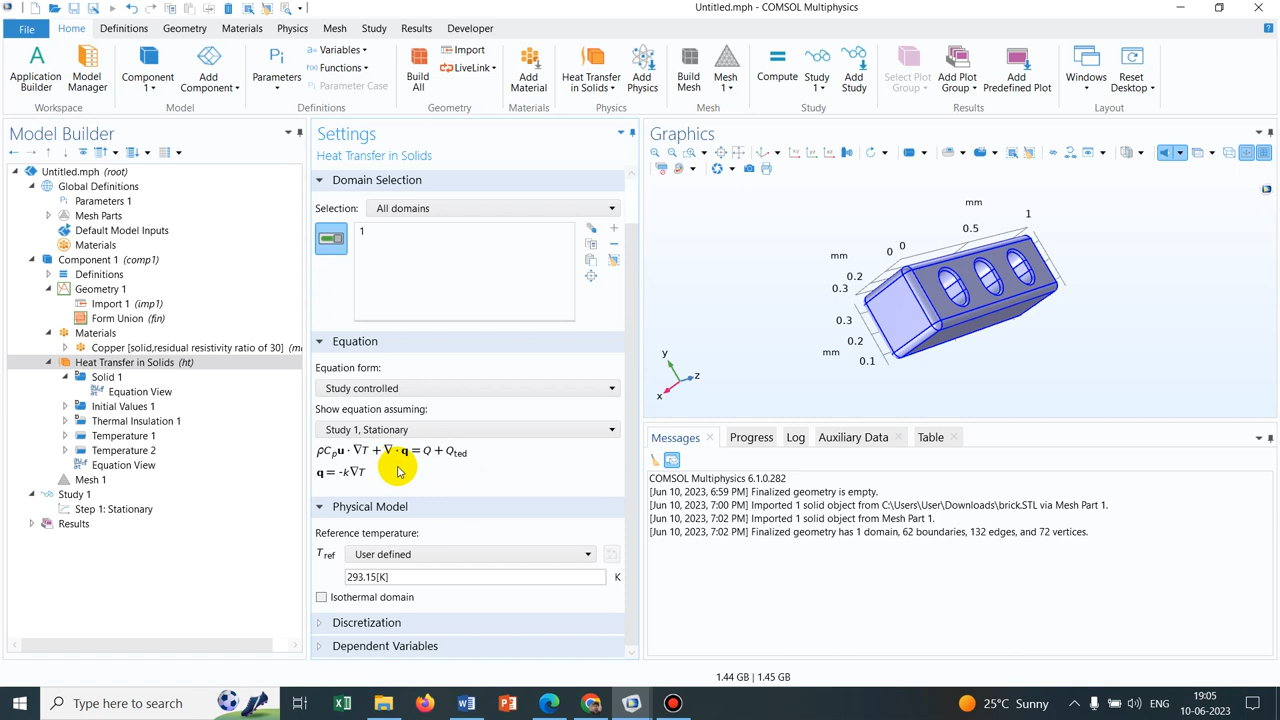 Untitled.mph - COMSOL Multiphysics
File
Home
Definitions
Geometry
Materials
Physics
Mesh
Study
Results
Developer
Application Builder
Model Manager
Component 1
Add Component
Parameters
Pi
a= Variables
f(x) Functions
Pi Parameter Case
Build All
Import
LiveLink
Add Material
Heat Transfer in Solids
Add Physics
Build Mesh
Mesh 1
Compute
Study 1
Add Study
Select Plot Group
Add Plot Group
Add Predefined Plot
Windows
Reset Desktop
Workspace
Model
Definitions
Geometry
Materials
Physics
Mesh
Study
Results
Layout
Model Builder
Untitled.mph (root)
Global Definitions
Pi Parameters 1
Mesh Parts
Default Model Inputs
Materials
Component 1 (comp1)
Definitions
Geometry 1
Import 1 (imp1)
Form Union (fin)
Materials
Copper [solid,residual resistivity ratio of 30] (m
Heat Transfer in Solids (ht)
Solid 1
Equation View
Initial Values 1
Thermal Insulation 1
Temperature 1
Temperature 2
Equation View
Mesh 1
Study 1
Step 1: Stationary
Results
Settings
Heat Transfer in Solids
Domain Selection
Selection: All domains
1
Equation
Equation form:
Study controlled
Show equation assuming:
Study 1, Stationary
ρCpu · ∇T + ∇ · q = Q + Qted
q = -k∇T
Physical Model
Reference temperature:
Tref User defined
293.15[K] K
Isothermal domain
Discretization
Dependent Variables
Graphics
mm
1
0.5
0
0
mm
0.2
0.3
0.3
0.2
mm
0.1
y
z
x
Messages
Progress
Log
Auxiliary Data
Table
COMSOL Multiphysics 6.1.0.282
[Jun 10, 2023, 6:59 PM] Finalized geometry is empty.
[Jun 10, 2023, 7:00 PM] Imported 1 solid object from C:\Users\User\Downloads\brick.STL via Mesh Part 1.
[Jun 10, 2023, 7:02 PM] Imported 1 solid object from Mesh Part 1.
[Jun 10, 2023, 7:02 PM] Finalized geometry has 1 domain, 62 boundaries, 132 edges, and 72 vertices.
1.44 GB | 1.45 GB
Type here to search
25°C Sunny
ENG
19:05
10-06-2023